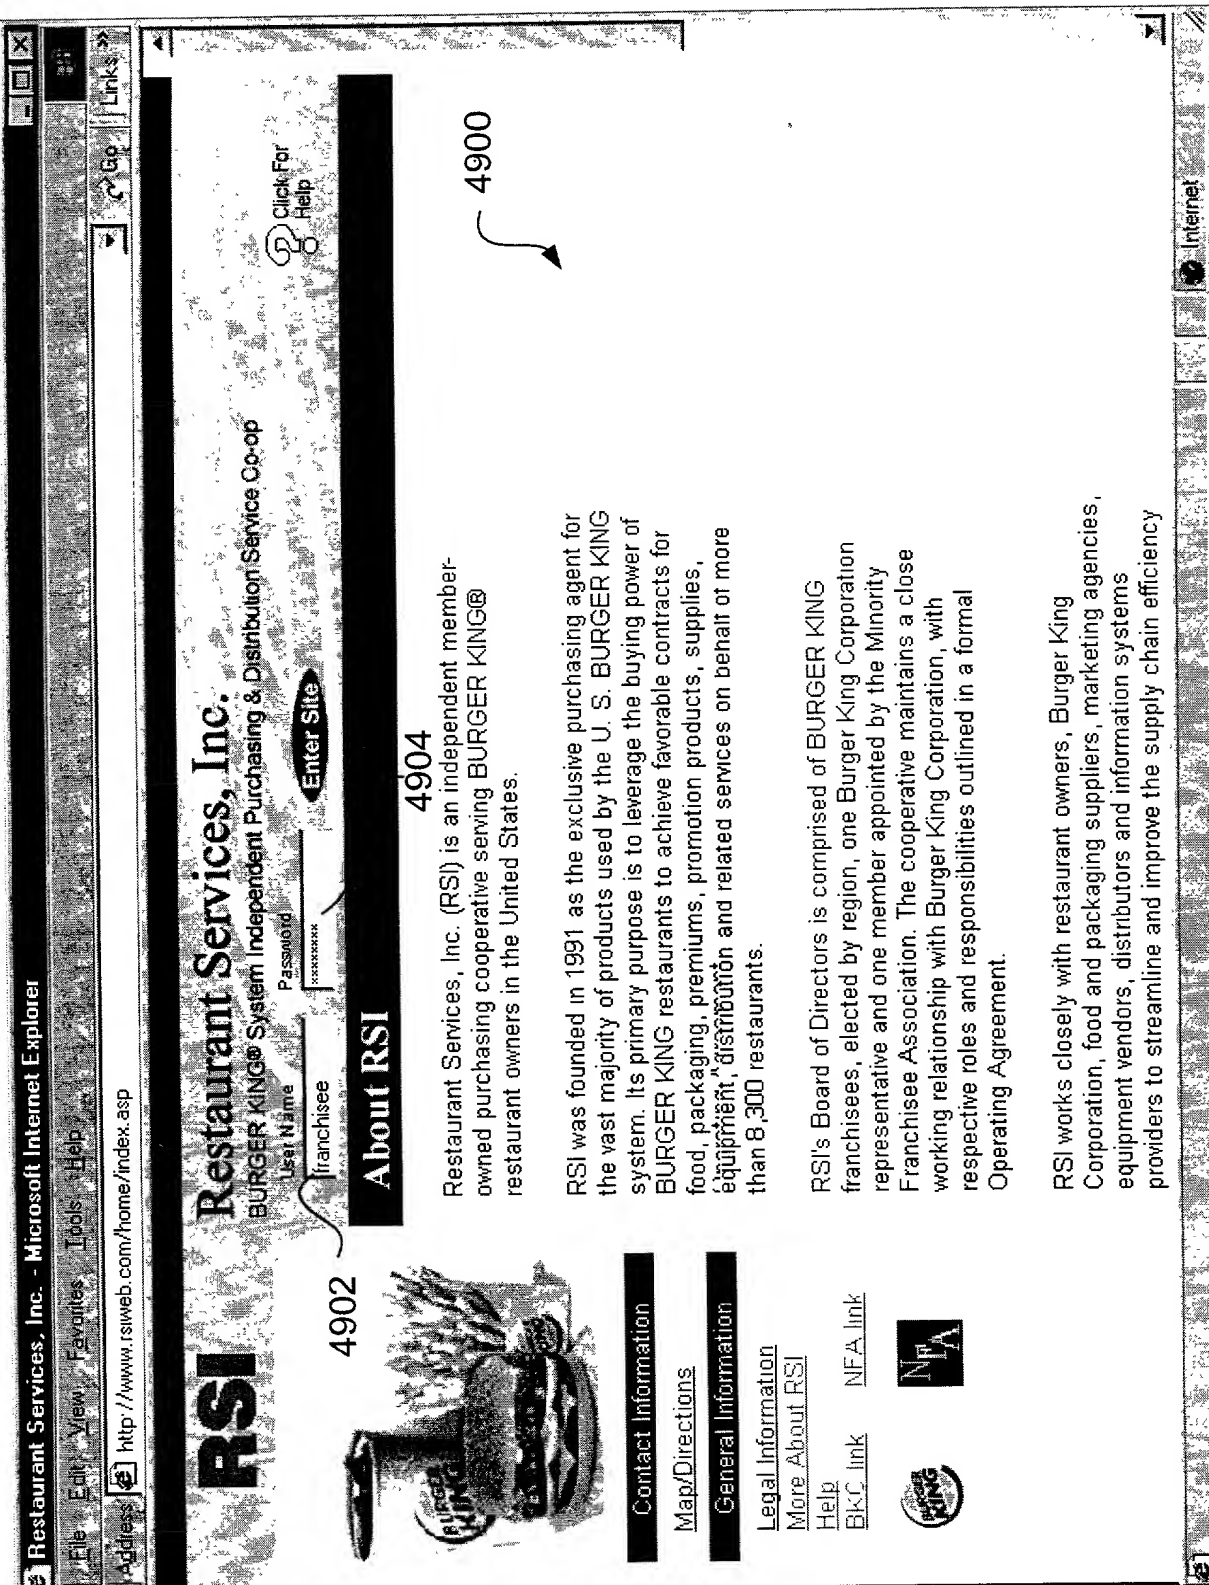 Restaurant Services, Inc. - Microsoft Internet Explorer
File Edit View Favorites Tools Help
Address http://www.rsiweb.com/home/index.asp Go Links »
RSI
Restaurant Services, Inc.
BURGER KING® System Independent Purchasing & Distribution Service Co-op
User Name Password
franchisee ******** Enter Site
Click For
Help
4902
4904
4900
About RSI
BURGER
KING
Contact Information
Map/Directions
General Information
Legal Information
More About RSI
Help
BKC link NFA link
BURGER
KING
NFA
Restaurant Services, Inc. (RSI) is an independent member-
owned purchasing cooperative serving BURGER KING®
restaurant owners in the United States.
RSI was founded in 1991 as the exclusive purchasing agent for
the vast majority of products used by the U. S. BURGER KING
system. Its primary purpose is to leverage the buying power of
BURGER KING restaurants to achieve favorable contracts for
food, packaging, premiums, promotion products, supplies,
equipment, distribution and related services on behalf of more
than 8,300 restaurants.
RSI's Board of Directors is comprised of BURGER KING
franchisees, elected by region, one Burger King Corporation
representative and one member appointed by the Minority
Franchisee Association. The cooperative maintains a close
working relationship with Burger King Corporation, with
respective roles and responsibilities outlined in a formal
Operating Agreement.
RSI works closely with restaurant owners, Burger King
Corporation, food and packaging suppliers, marketing agencies,
equipment vendors, distributors and information systems
providers to streamline and improve the supply chain efficiency
Internet